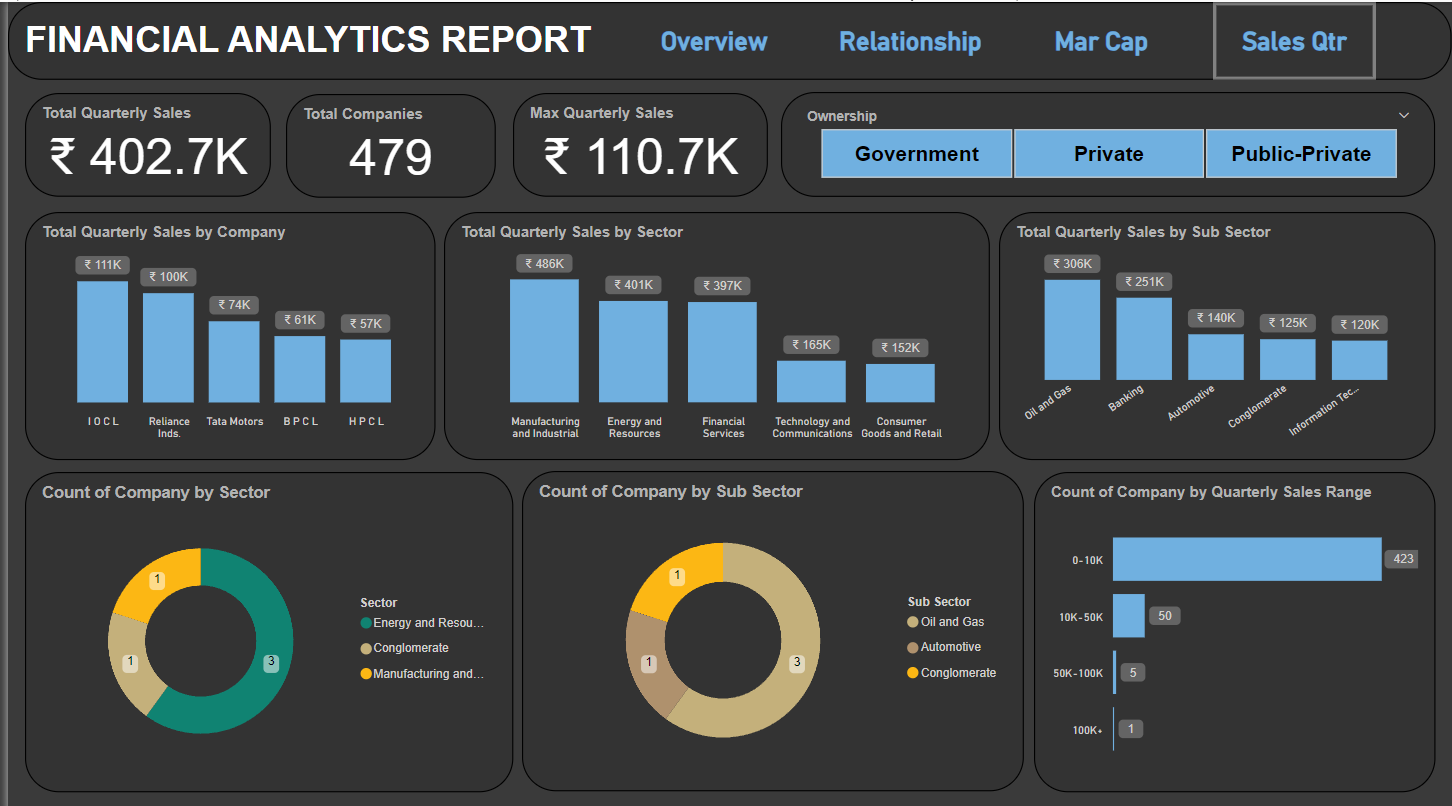 FINANCIAL ANALYTICS REPORT
Overview
Relationship
Mar Cap
Sales Qtr
Total Quarterly Sales
₹ 402.7K
Total Companies
479
Max Quarterly Sales
₹ 110.7K
Ownership
Government
Private
Public-Private
Total Quarterly Sales by Company
₹ 111K
₹ 100K
₹ 74K
₹ 61K
₹ 57K
I O C L
Reliance
Inds.
Tata Motors
B P C L
H P C L
Total Quarterly Sales by Sector
₹ 486K
₹ 401K
₹ 397K
₹ 165K
₹ 152K
Manufacturing
and Industrial
Energy and
Resources
Financial
Services
Technology and
Communications
Consumer
Goods and Retail
Total Quarterly Sales by Sub Sector
₹ 306K
₹ 251K
₹ 140K
₹ 125K
₹ 120K
Oil and Gas
Banking
Automotive
Conglomerate
Information Tec...
Count of Company by Sector
1
1
3
Sector
Energy and Resou...
Conglomerate
Manufacturing and...
Count of Company by Sub Sector
1
1
3
Sub Sector
Oil and Gas
Automotive
Conglomerate
Count of Company by Quarterly Sales Range
0-10K
423
10K-50K
50
50K-100K
5
100K+
1